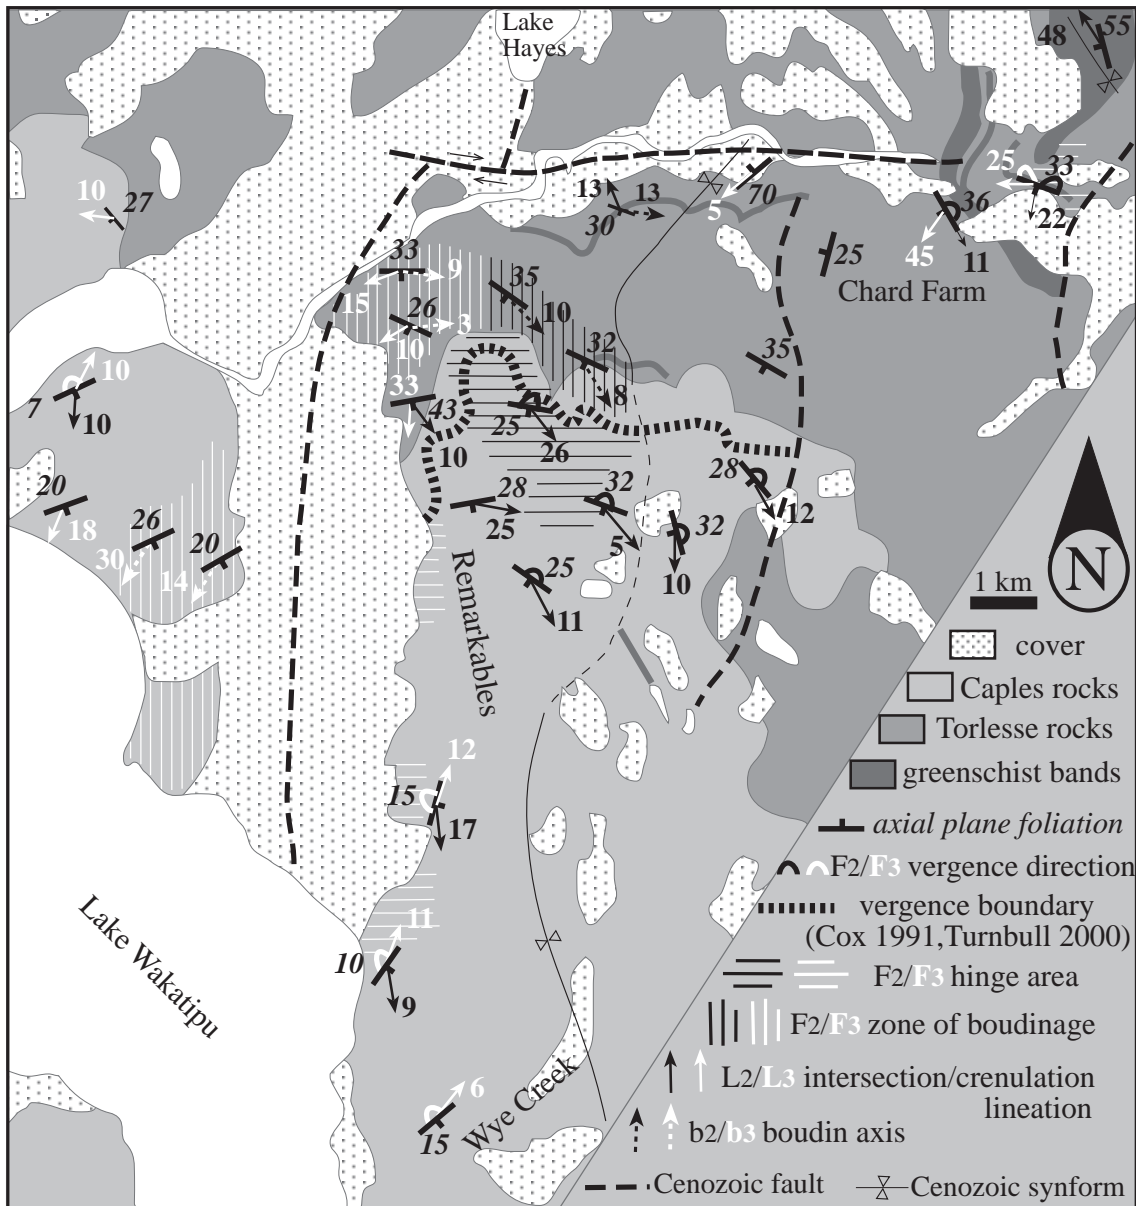 Lake
Hayes
48
55
10
27
13
13
30
5
70
25
33
22
36
45
11
25
Chard Farm
33
9
15
35
10
26
3
10
32
8
35
10
7
10
33
43
10
25
26
28
12
20
18
26
30
20
14
28
25
32
5
32
10
25
11
Remarkables
N
1 km
cover
Caples rocks
Torlesse rocks
greenschist bands
axial plane foliation
F2/F3 vergence direction
vergence boundary
(Cox 1991,Turnbull 2000)
F2/F3 hinge area
F2/F3 zone of boudinage
L2/L3 intersection/crenulation
lineation
b2/b3 boudin axis
Cenozoic fault
Cenozoic synform
12
15
17
11
10
9
Lake Wakatipu
6
15
Wye Creek